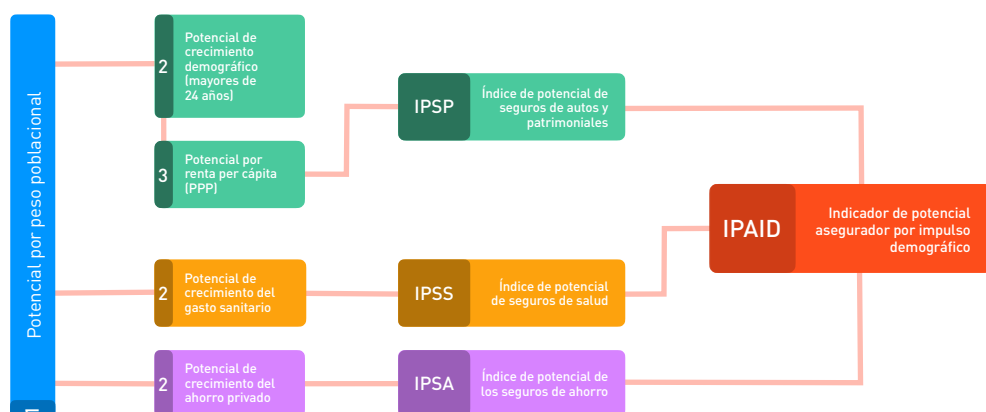 Potencial por peso poblacional
2
Potencial de
crecimiento
demográfico
(mayores de
24 años)
3
Potencial por
renta per cápita
(PPP)
IPSP
Índice de potencial de
seguros de autos y
patrimoniales
IPAID
Indicador de potencial
asegurador por impulso
demográfico
2
Potencial de
crecimiento del
gasto sanitario
IPSS
Índice de potencial
de seguros de salud
2
Potencial de
crecimiento del
ahorro privado
IPSA
Índice de potencial de
los seguros de ahorro